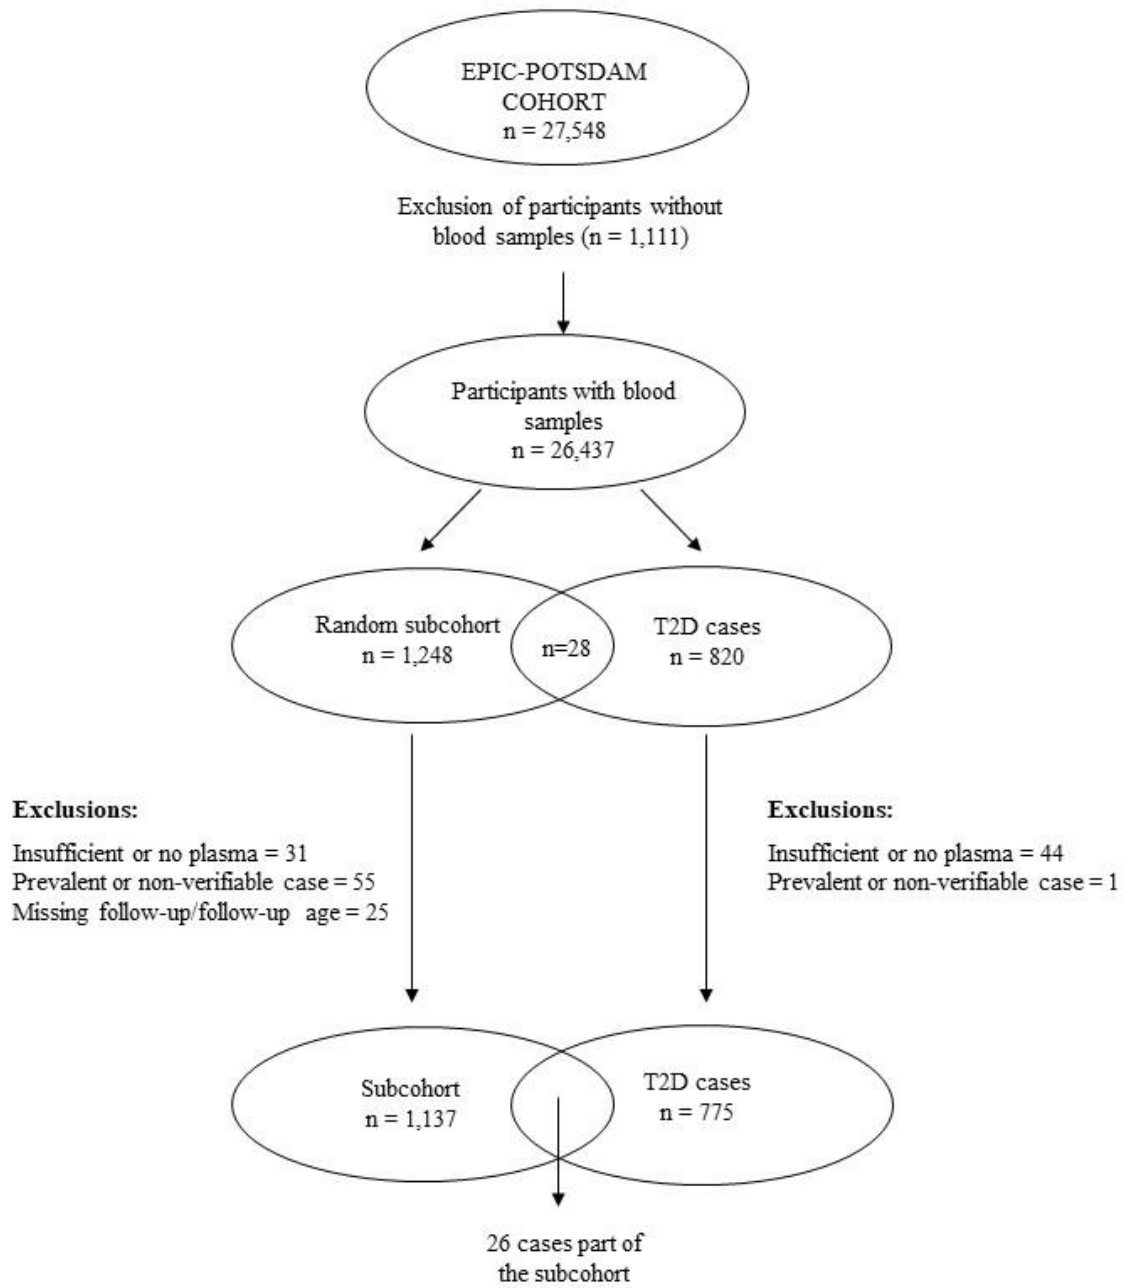 EPIC-POTSDAM
COHORT
n = 27,548
Exclusion of participants without
blood samples (n = 1,111)
Participants with blood
samples
n = 26,437
Random subcohort
n = 1,248
n=28
T2D cases
n = 820
Exclusions:
Insufficient or no plasma = 31
Prevalent or non-verifiable case = 55
Missing follow-up/follow-up age = 25
Exclusions:
Insufficient or no plasma = 44
Prevalent or non-verifiable case = 1
Subcohort
n = 1,137
T2D cases
n = 775
26 cases part of
the subcohort